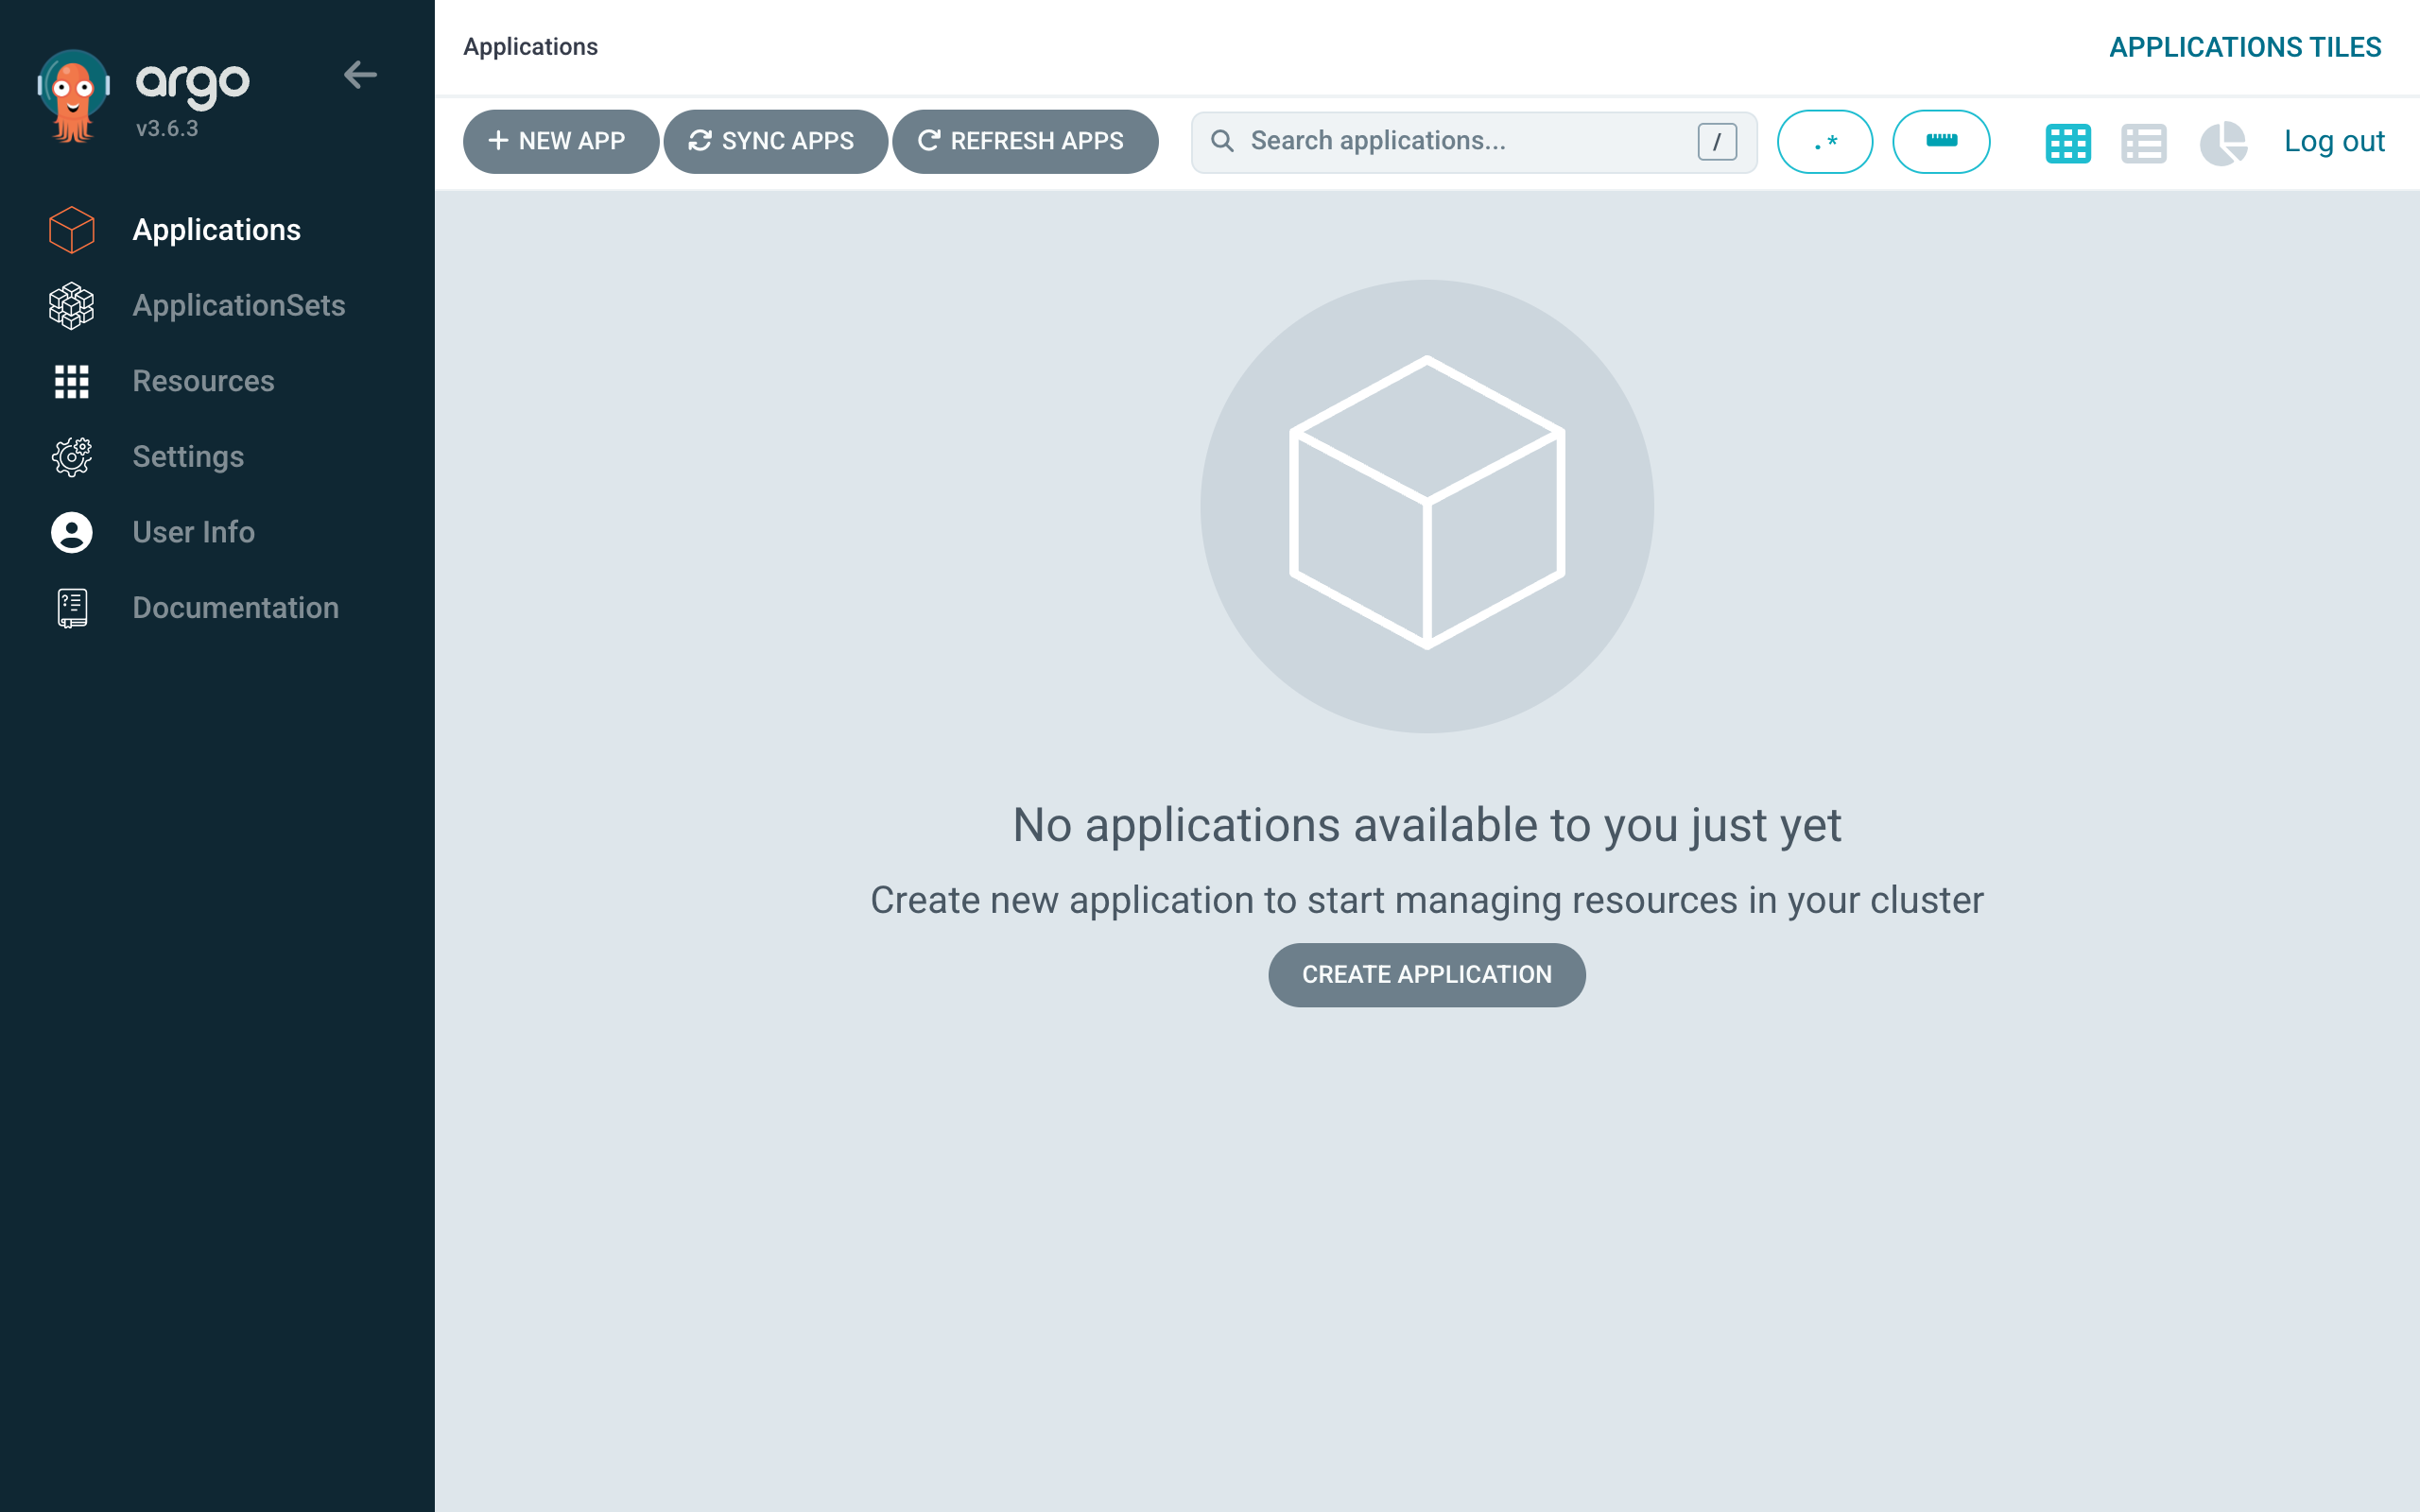 argo
v3.6.3
Applications
ApplicationSets
Resources
Settings
User Info
Documentation
Applications
APPLICATIONS TILES
NEW APP
SYNC APPS
REFRESH APPS
Search applications...
/
.*
Log out
No applications available to you just yet
Create new application to start managing resources in your cluster
CREATE APPLICATION